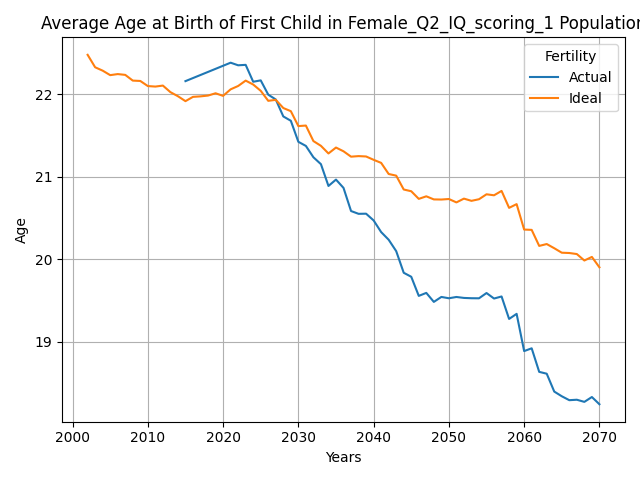 Average Age at Birth of First Child in Female_Q2_IQ_scoring_1 Population
Fertility
Actual
Ideal
Age
22
21
20
19
2000 2010 2020 2030 2040 2050 2060 2070
Years